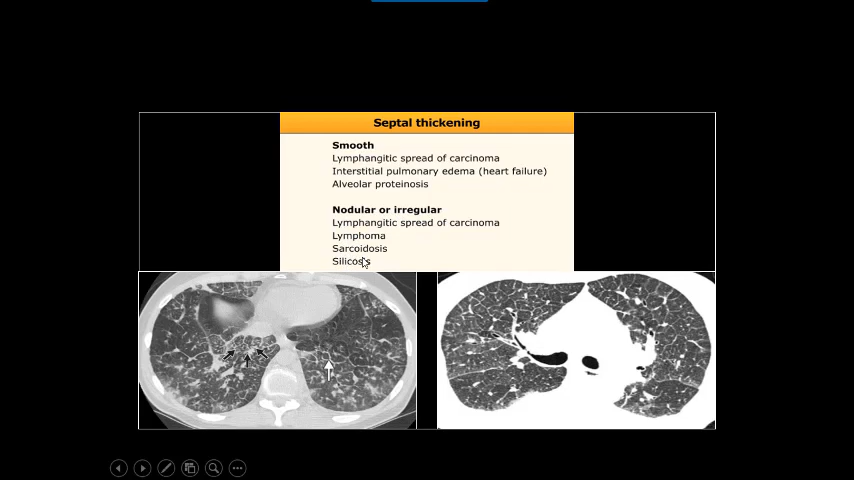 Septal thickening
Smooth
Lymphangitic spread of carcinoma
Interstitial pulmonary edema (heart failure)
Alveolar proteinosis
Nodular or irregular
Lymphangitic spread of carcinoma
Lymphoma
Sarcoidosis
Silicosis